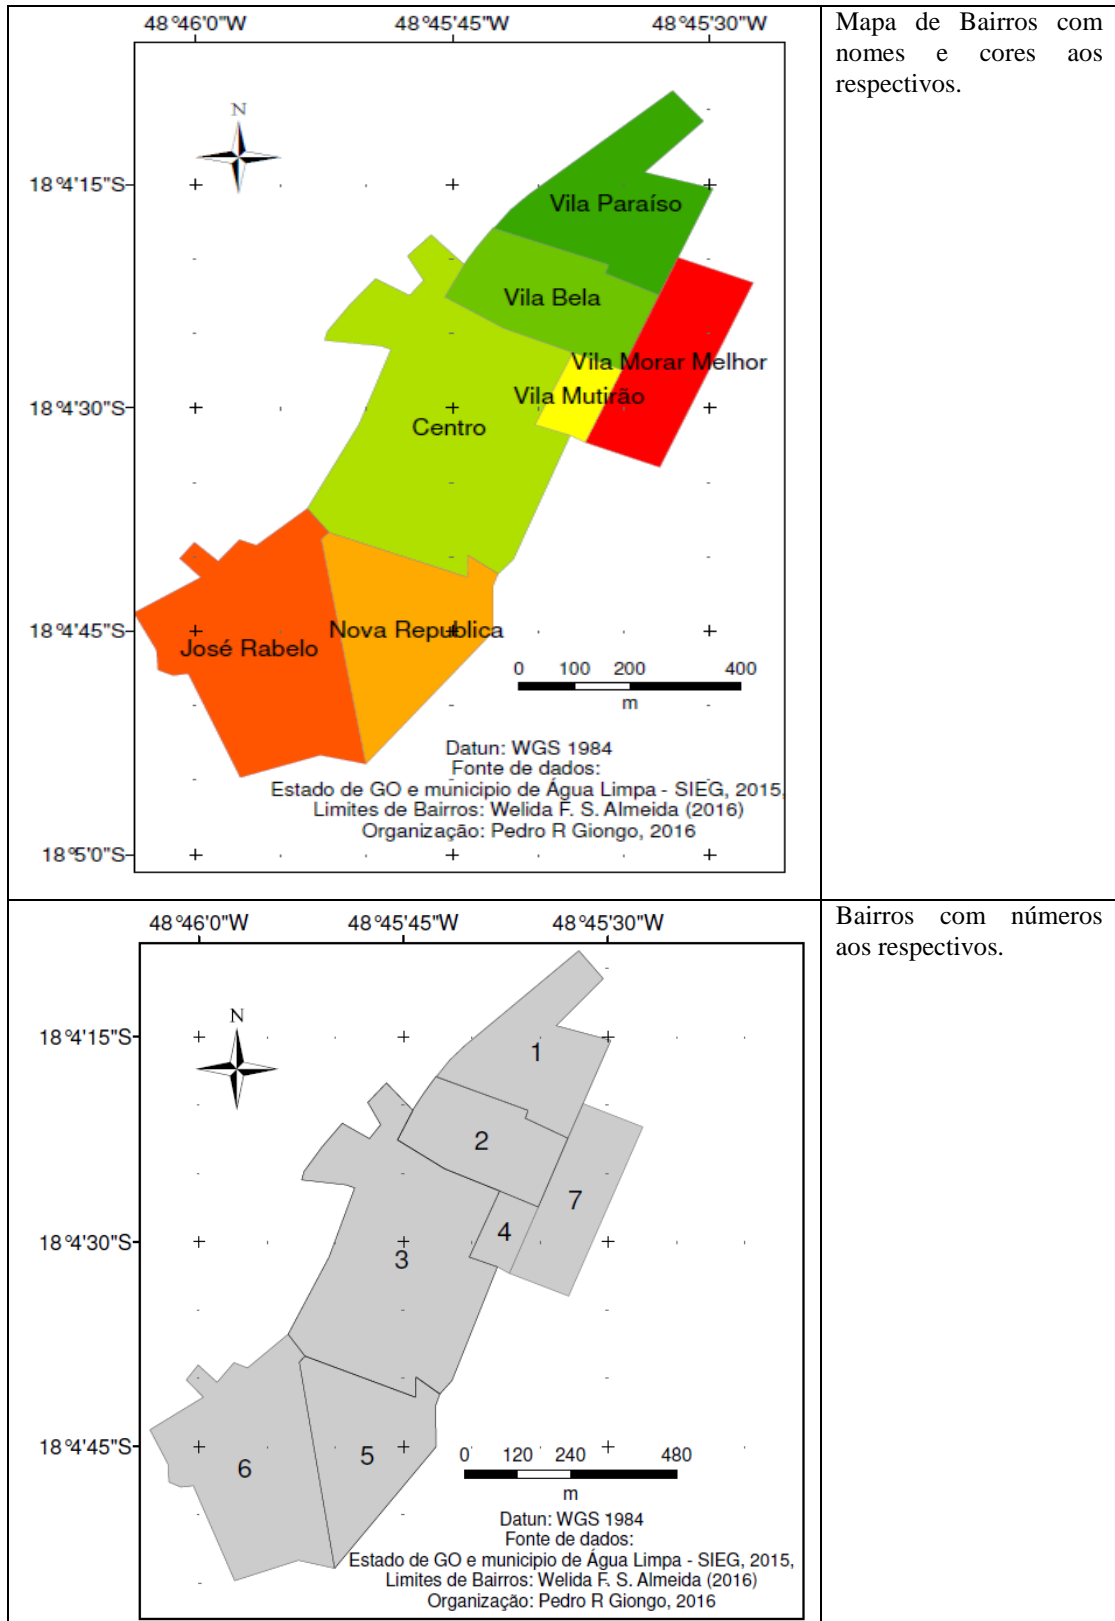 48°46'0"W 48°45'45"W 48°45'30"W
Mapa de Bairros com
nomes e cores aos
respectivos.
N
18°4'15"S
Vila Paraíso
Vila Bela
Vila Morar Melhor
Vila Mutirão
18°4'30"S
Centro
18°4'45"S
Nova Republica
José Rabelo
0 100 200 400
m
Datun: WGS 1984
Fonte de dados:
Estado de GO e municipio de Água Limpa - SIEG, 2015,
Limites de Bairros: Welida F. S. Almeida (2016)
Organização: Pedro R Giongo, 2016
18°5'0"S
48°46'0"W 48°45'45"W 48°45'30"W
Bairros com números
aos respectivos.
N
18°4'15"S
1
2
7
4
18°4'30"S
3
18°4'45"S
5
6
0 120 240 480
m
Datun: WGS 1984
Fonte de dados:
Estado de GO e municipio de Água Limpa - SIEG, 2015,
Limites de Bairros: Welida F. S. Almeida (2016)
Organização: Pedro R Giongo, 2016